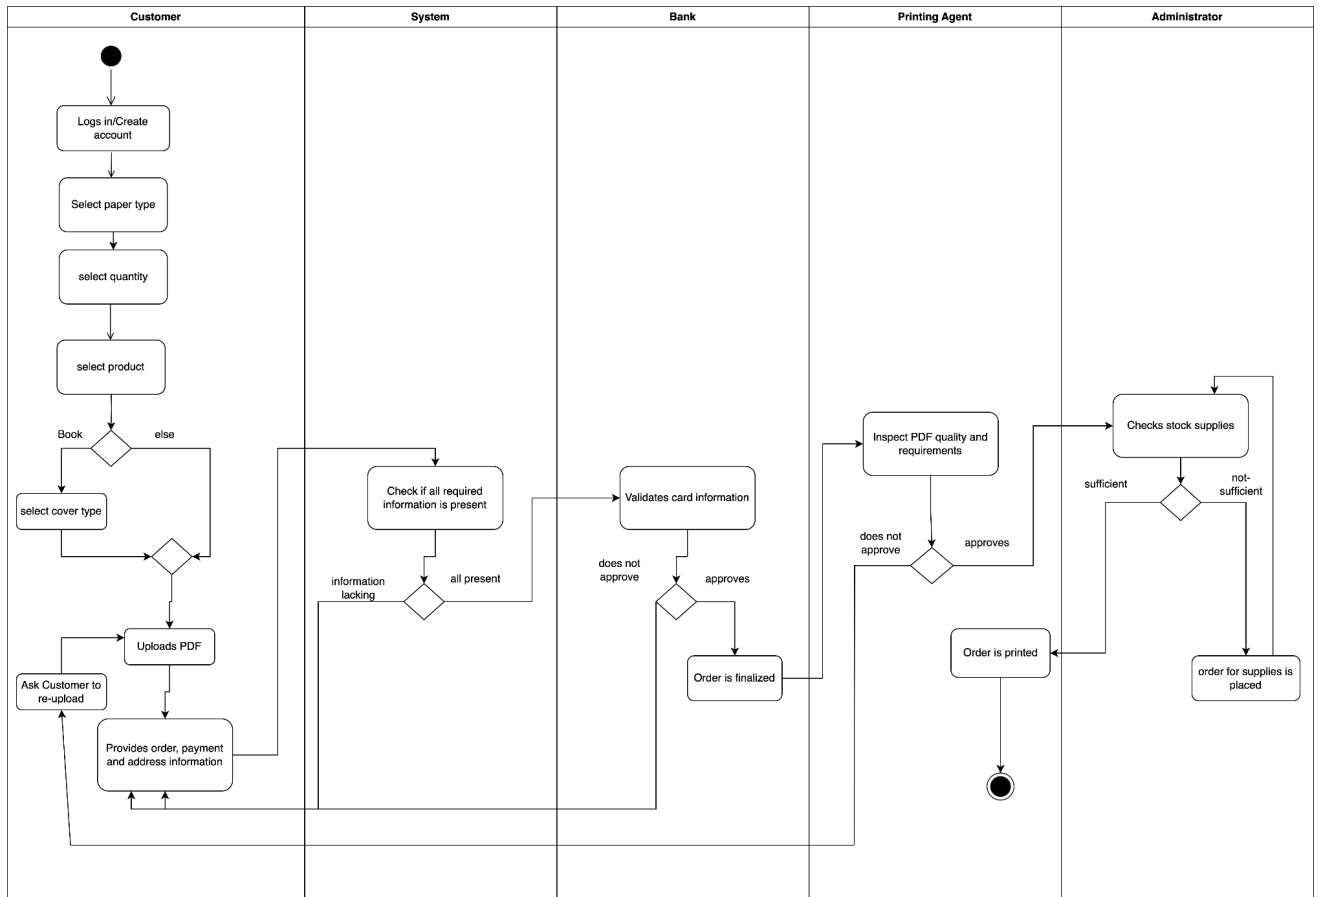 Customer
System
Bank
Printing Agent
Administrator
Logs in/Create
account
Select paper type
select quantity
select product
Book
else
select cover type
Uploads PDF
Ask Customer to
re-upload
Provides order, payment
and address information
Check if all required
information is present
information
lacking
all present
Validates card information
does not
approve
approves
Order is finalized
Inspect PDF quality and
requirements
does not
approve
approves
Order is printed
Checks stock supplies
sufficient
not-
sufficient
order for supplies is
placed